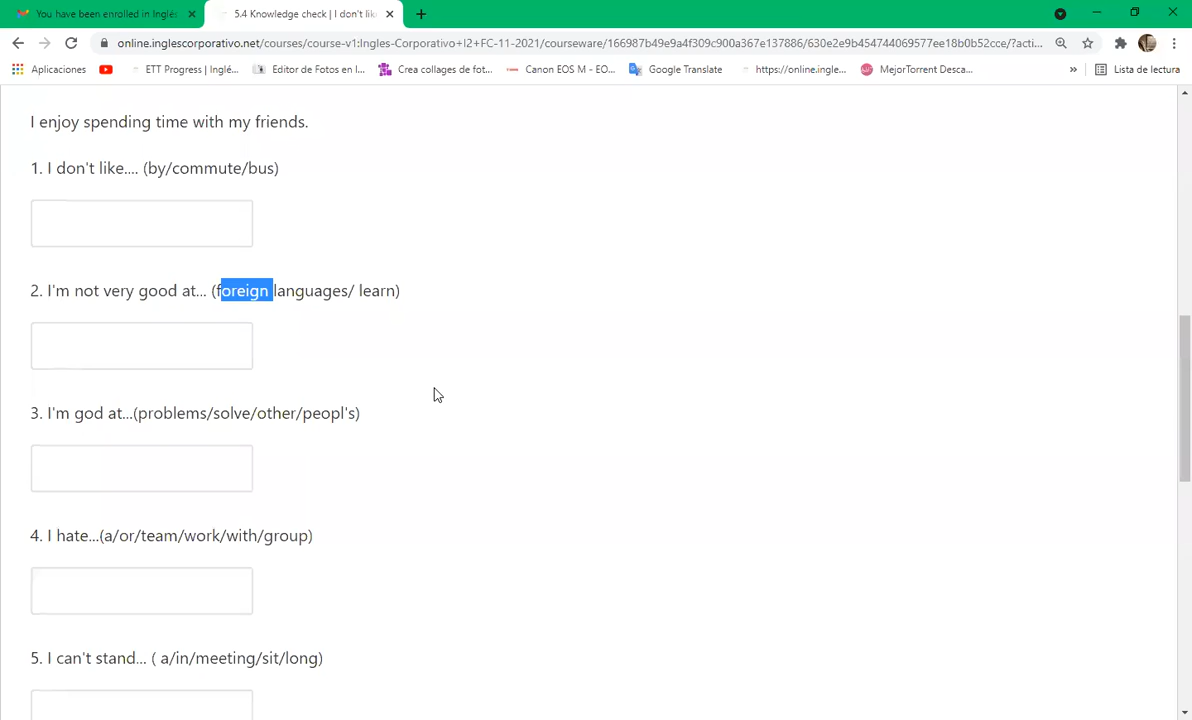 You have been enrolled in Inglés
5.4 Knowledge check | I don't lik
online.inglescorporativo.net/courses/course-v1:Ingles-Corporativo+I2+FC-11-2021/courseware/166987b49e9a4f309c900a367e137886/630e2e9b454744069577ee18b0b52cce/?acti...
Aplicaciones
ETT Progress | Inglé...
Editor de Fotos en l...
Crea collages de fot...
Canon EOS M - EO...
Google Translate
https://online.ingle...
MejorTorrent Desca...
»
Lista de lectura
I enjoy spending time with my friends.
1. I don't like.... (by/commute/bus)
2. I'm not very good at... (foreign languages/ learn)
3. I'm god at...(problems/solve/other/peopl's)
4. I hate...(a/or/team/work/with/group)
5. I can't stand... ( a/in/meeting/sit/long)